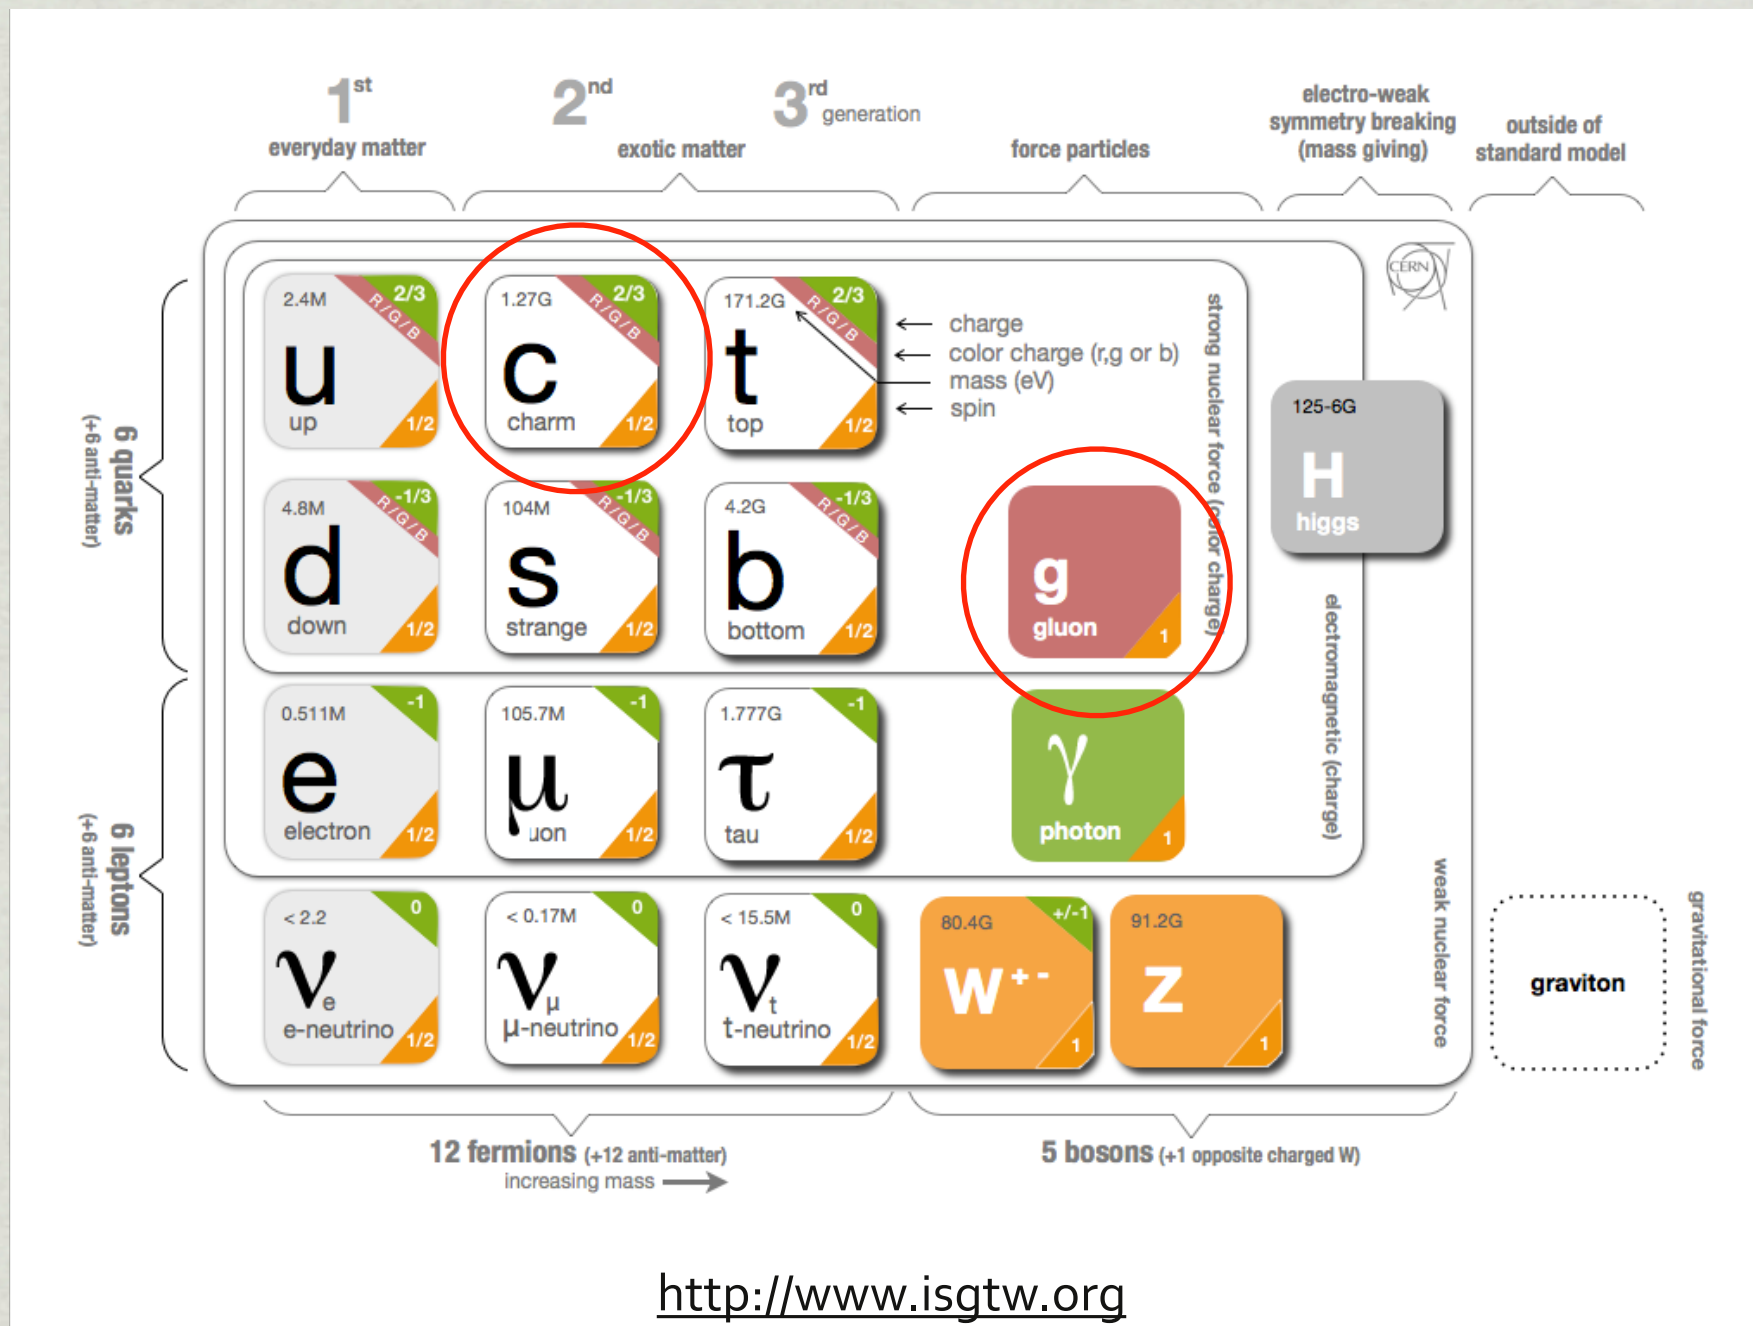 1st
2nd
3rd generation
everyday matter
exotic matter
force particles
electro-weak
symmetry breaking
(mass giving)
outside of
standard model
6 quarks
(+6 anti-matter)
2.4M
2/3
R/G/B
u
up
1/2
1.27G
2/3
R/G/B
c
charm
1/2
171.2G
2/3
R/G/B
t
top
1/2
charge
color charge (r,g or b)
mass (eV)
spin
strong nuclear force (color charge)
CERN
125-6G
H
higgs
4.8M
-1/3
R/G/B
d
down
1/2
104M
-1/3
R/G/B
s
strange
1/2
4.2G
-1/3
R/G/B
b
bottom
1/2
g
gluon
1
electromagnetic (charge)
6 leptons
(+6 anti-matter)
0.511M
-1
e
electron
1/2
105.7M
-1
μ
uon
1/2
1.777G
-1
τ
tau
1/2
γ
photon
1
weak nuclear force
< 2.2
0
νe
e-neutrino
1/2
< 0.17M
0
νμ
μ-neutrino
1/2
< 15.5M
0
νt
t-neutrino
1/2
80.4G
+/-1
W+ -
1
91.2G
Z
1
graviton
gravitational force
12 fermions (+12 anti-matter)
increasing mass
5 bosons (+1 opposite charged W)
http://www.isgtw.org